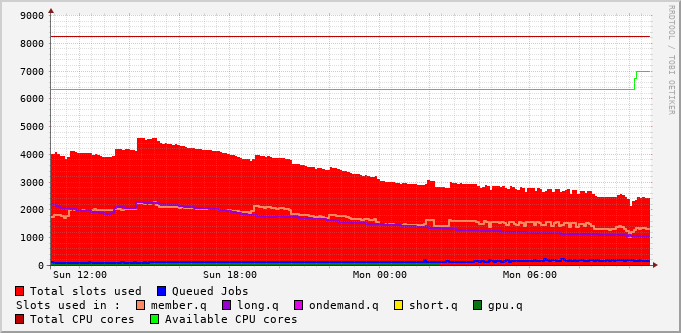 RRDTOOL / TOBI OETIKER
9000
8000
7000
6000
5000
4000
3000
2000
1000
0
Sun 12:00 Sun 18:00 Mon 00:00 Mon 06:00
Total slots used Queued Jobs
Slots used in : member.q long.q ondemand.q short.q gpu.q
Total CPU cores Available CPU cores